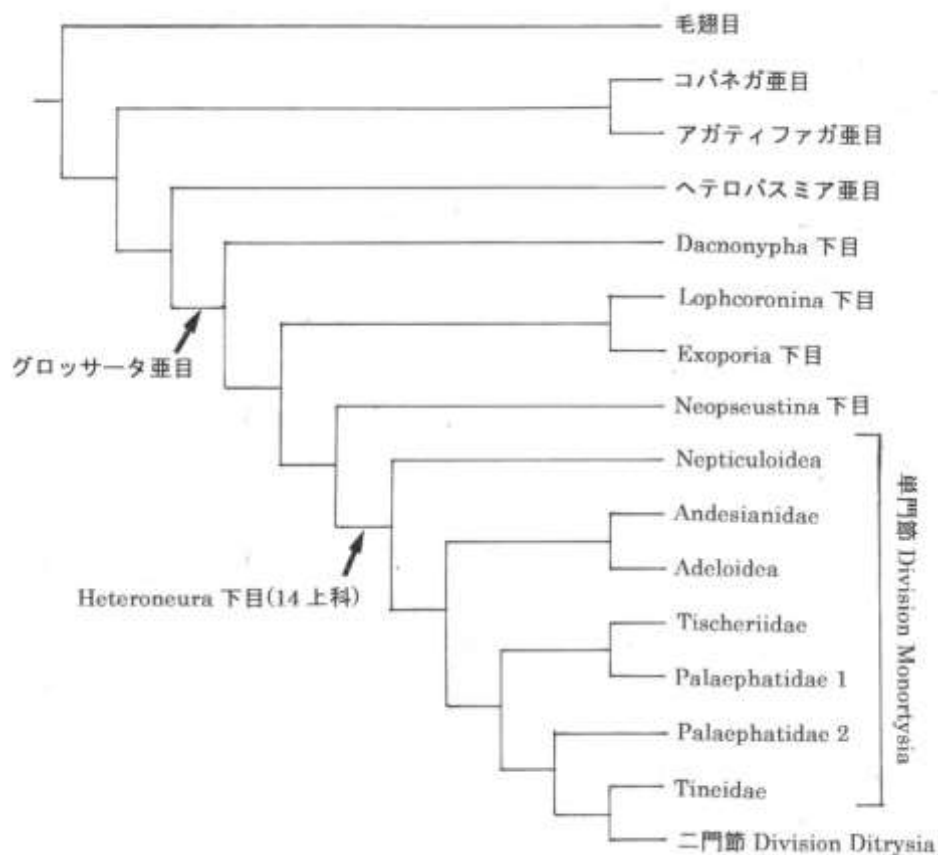 毛翅目
コバネガ亜目
アガティファガ亜目
ヘテロバスミア亜目
Dacnonypha 下目
Lophcoronina 下目
グロッサータ亜目
Exoporia 下目
Neopseustina 下目
Nepticuloidea
Andesianidae
Adeloidea
Heteroneura 下目(14 上科)
Tischeriidae
Palaephatidae 1
Palaephatidae 2
Tineidae
二門節 Division Ditrysia
単門節 Division Monortysia